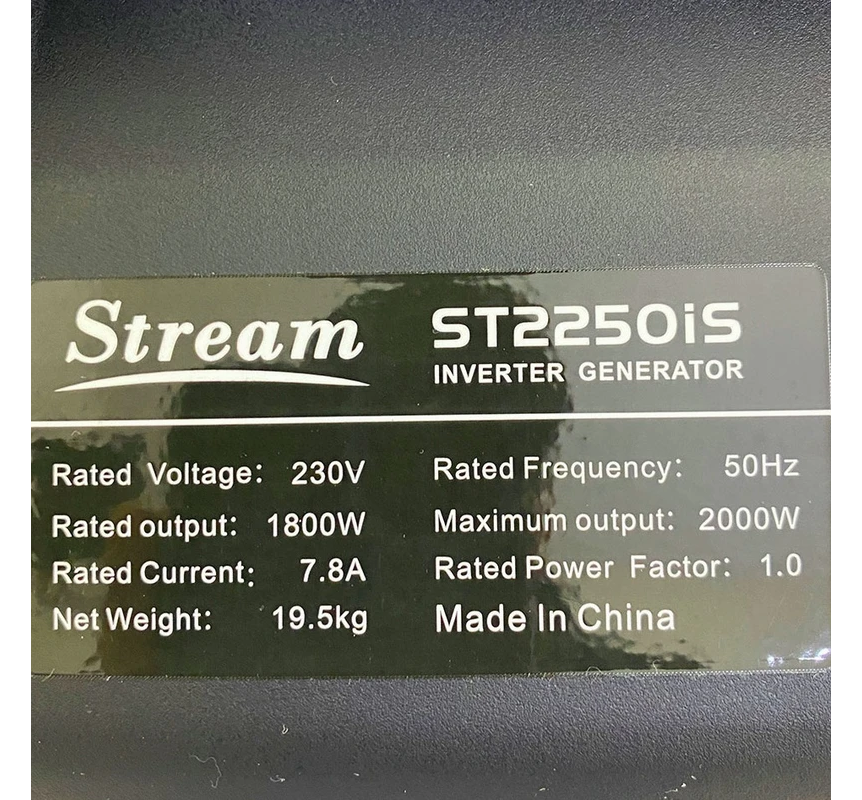 Stream
ST2250iS
INVERTER GENERATOR
Rated Voltage: 230V
Rated Frequency: 50Hz
Rated output: 1800W
Maximum output: 2000W
Rated Current: 7.8A
Rated Power Factor: 1.0
Net Weight: 19.5kg
Made In China